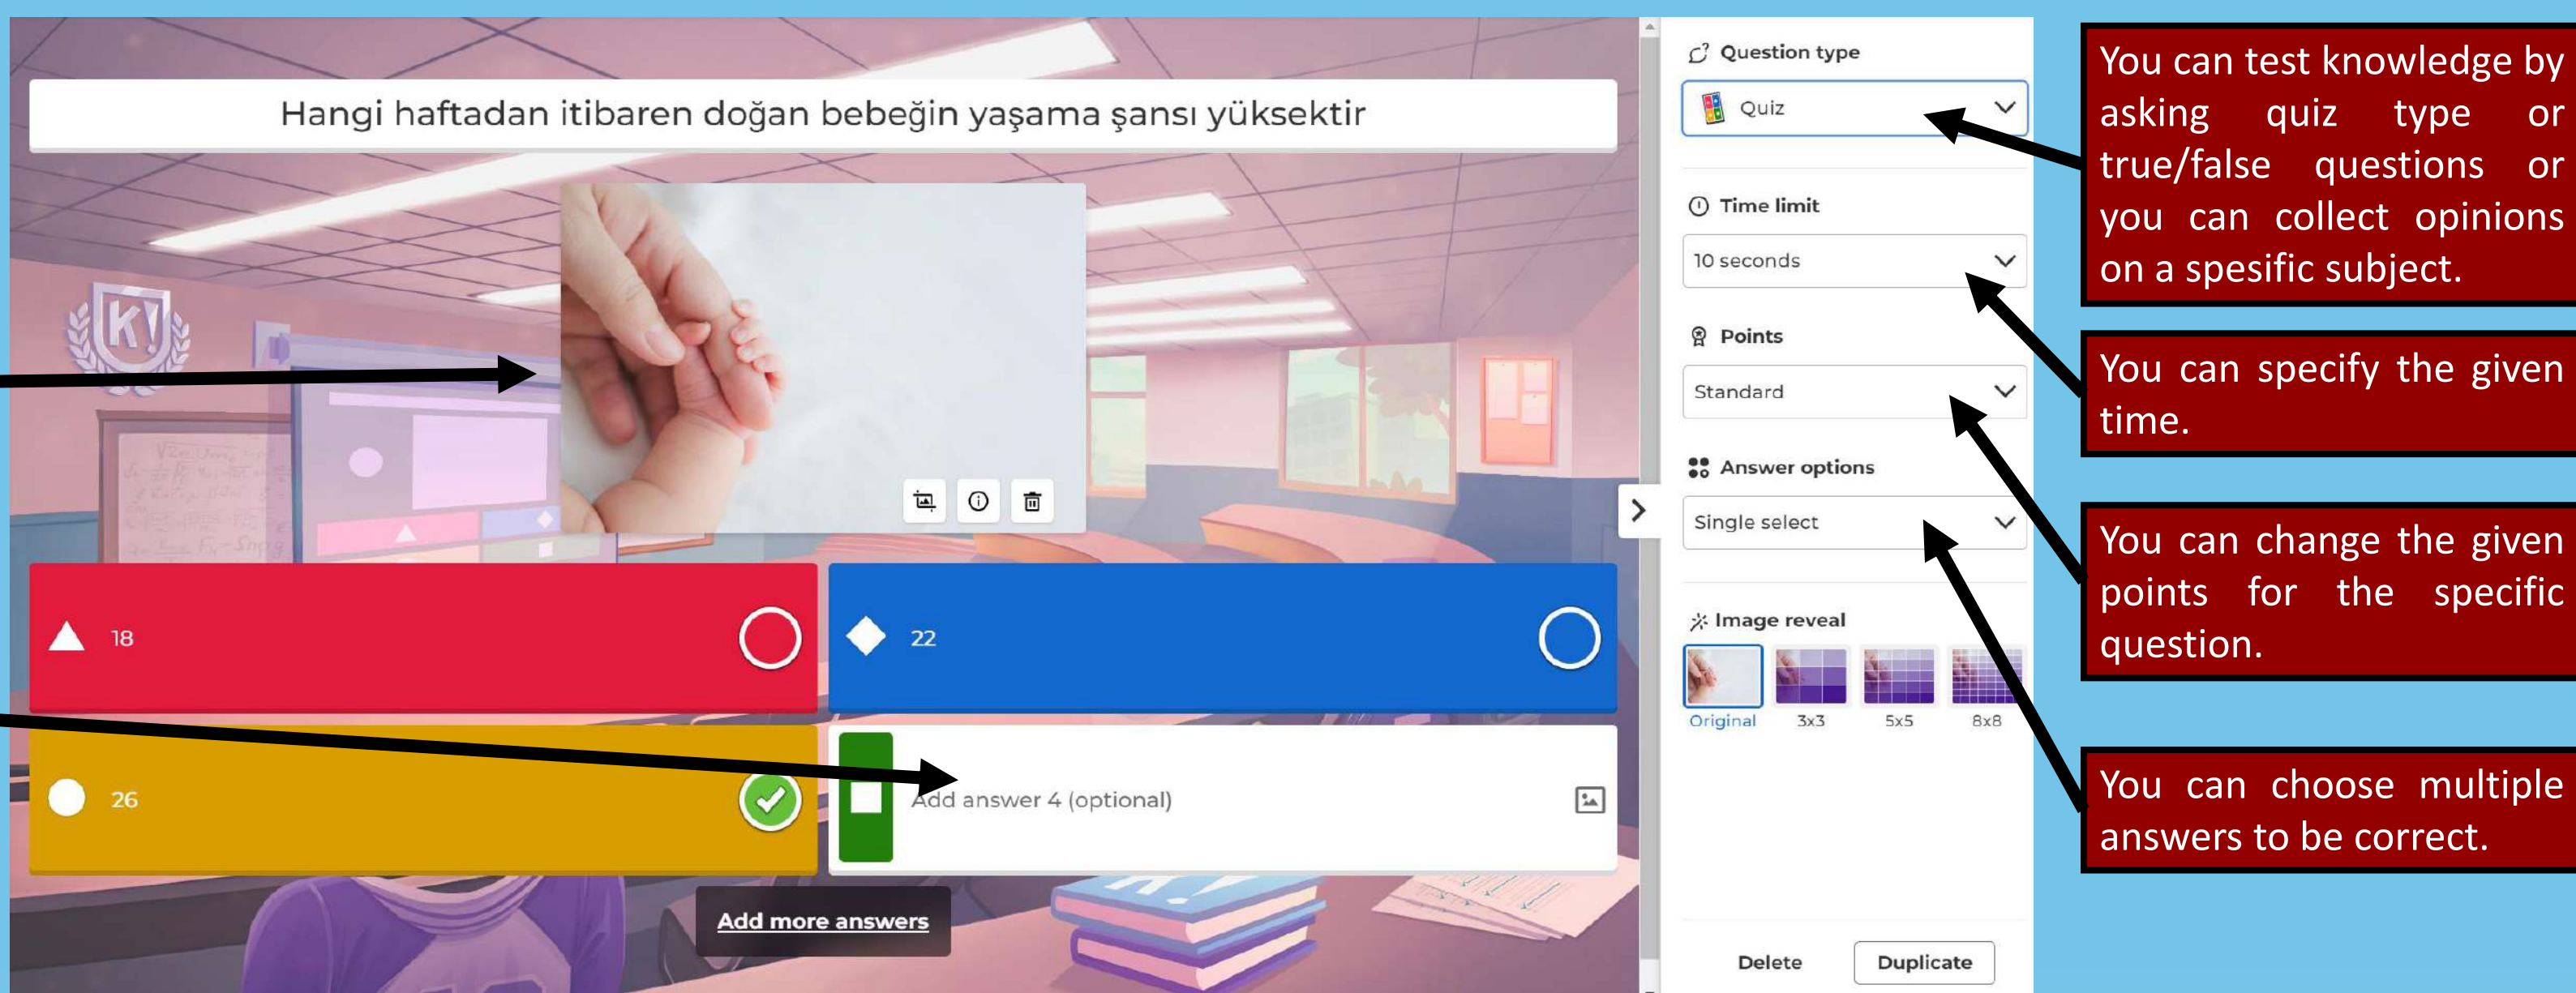 Hangi haftadan itibaren doğan bebeğin yaşama şansı yüksektir
K!
18
22
26
Add answer 4 (optional)
Add more answers
Question type
Quiz
Time limit
10 seconds
Points
Standard
Answer options
Single select
Image reveal
Original
3x3
5x5
8x8
Delete
Duplicate
You can test knowledge by
asking quiz type or
true/false questions or
you can collect opinions
on a spesific subject.
You can specify the given
time.
You can change the given
points for the specific
question.
You can choose multiple
answers to be correct.